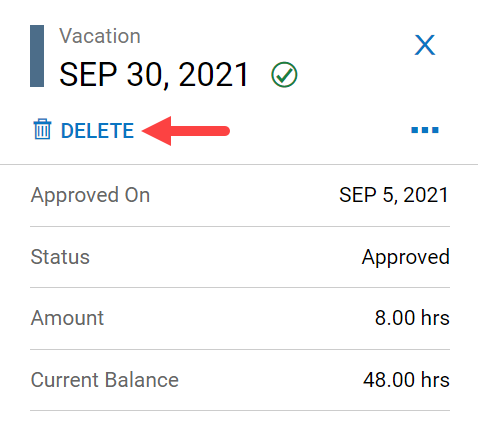 Vacation
SEP 30, 2021
DELETE
Approved On SEP 5, 2021
Status Approved
Amount 8.00 hrs
Current Balance 48.00 hrs